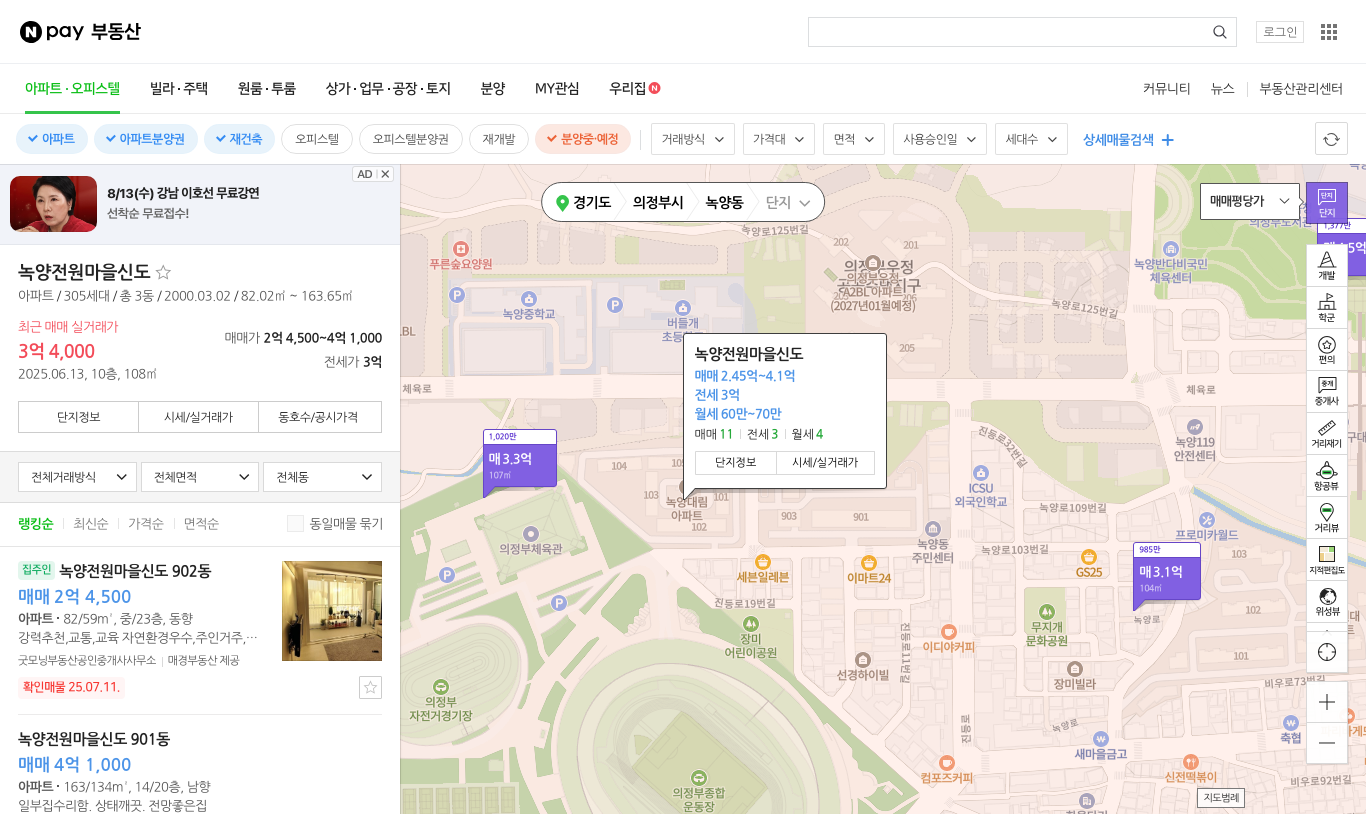 N pay 부동산
로그인
아파트·오피스텔 빌라·주택 원룸·투룸 상가·업무·공장·토지 분양 MY관심 우리집 N
커뮤니티 뉴스 부동산관리센터
아파트 아파트분양권 재건축 오피스텔 오피스텔분양권 재개발 분양중·예정 거래방식 가격대 면적 사용승인일 세대수 상세매물검색
8/13(수) 강남 이호선 무료강연
선착순 무료접수!
AD
녹양전원마을신도
아파트 / 305세대 / 총 3동 / 2000.03.02 / 82.02㎡ ~ 163.65㎡
최근 매매 실거래가
3억 4,000
2025.06.13, 10층, 108㎡
매매가 2억 4,500~4억 1,000
전세가 3억
단지정보 시세/실거래가 동호수/공시가격
전체거래방식 전체면적 전체동
랭킹순 최신순 가격순 면적순 동일매물 묶기
집주인 녹양전원마을신도 902동
매매 2억 4,500
아파트 · 82/59m², 중/23층, 동향
강력추천,교통,교육 자연환경우수,주인거주,···
굿모닝부동산공인중개사사무소 매경부동산 제공
확인매물 25.07.11.
녹양전원마을신도 901동
매매 4억 1,000
아파트 · 163/134m², 14/20층, 남향
일부집수리함. 상태깨끗. 전망좋은집
경기도 의정부시 녹양동 단지
매매평당가
단지
단지
개발
학군
편의
중개
중개사
거리재기
항공뷰
거리뷰
지적편집도
위성뷰
1,377만
녹양로125번길
푸른숲요양원
P
녹양중학교
P
버들개
202
201
A2BL 아파트
(2027년01월예정)
205
녹양반다비국민
체육센터
녹양로125번길
체육로
체육로
녹양전원마을신도
매매 2.45억~4.1억
전세 3억
월세 60만~70만
매매 11 전세 3 월세 4
단지정보 시세/실거래가
1,020만
매 3.3억
107㎡
104
103
녹양대림
아파트
102
903
901
진등로32번길
ICSU
외국인학교
녹양119
안전센터
녹양로109번길
프로미카월드
의정부체육관
P
P
녹양동
주민센터
녹양로103번길
세븐일레븐
이마트24
GS25
985만
매 3.1억
104㎡
녹양로
103
102
101
진등로19번길
장미
어린이공원
무지개
문화공원
이디야커피
진등로11번길
선경하이빌
장미빌라
의정부
자전거경기장
비우로73번길
진등로
녹양로
새마을금고
축협
컴포즈커피
신전떡볶이
의정부종합
운동장
비우로92번길
지도범례